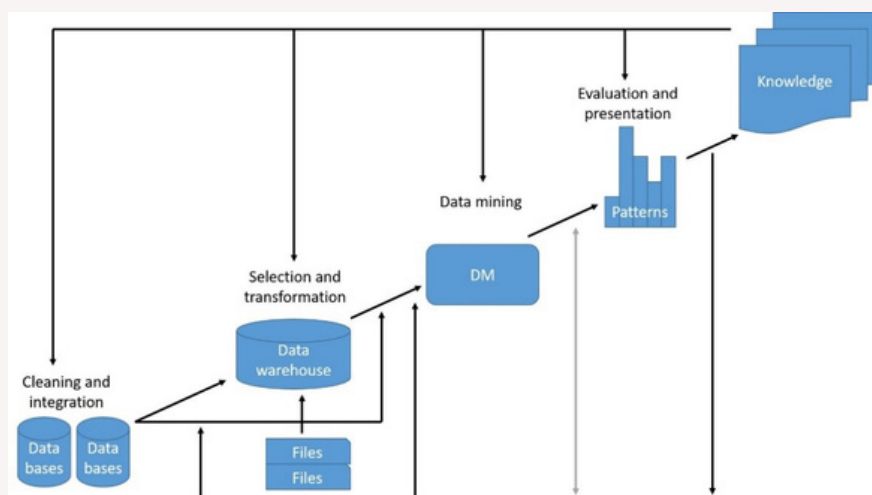 Knowledge
Evaluation and
presentation
Patterns
Data mining
DM
Selection and
transformation
Data
warehouse
Cleaning and
integration
Data
bases
Data
bases
Files
Files